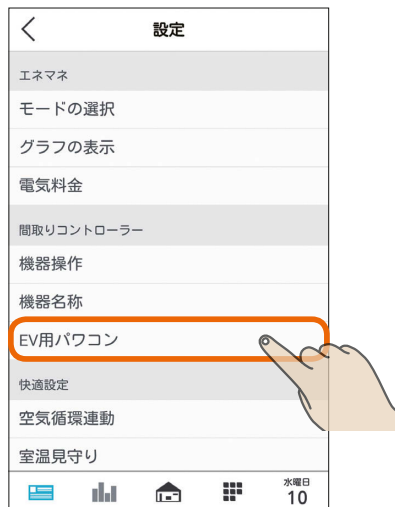 設定
エネマネ
モードの選択
グラフの表示
電気料金
間取りコントローラー
機器操作
機器名称
EV用パワコン
快適設定
空気循環連動
室温見守り
水曜日
10